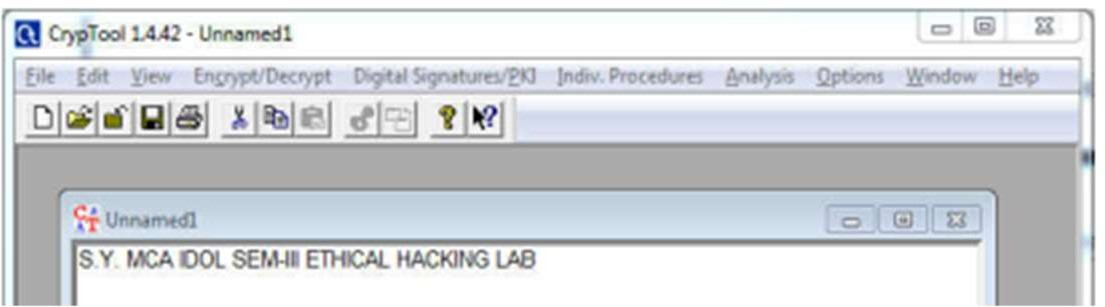 CrypTool 1.4.42 - Unnamed1
File Edit View Encrypt/Decrypt Digital Signatures/PKI Indiv. Procedures Analysis Options Window Help
Unnamed1
S.Y. MCA IDOL SEM-III ETHICAL HACKING LAB